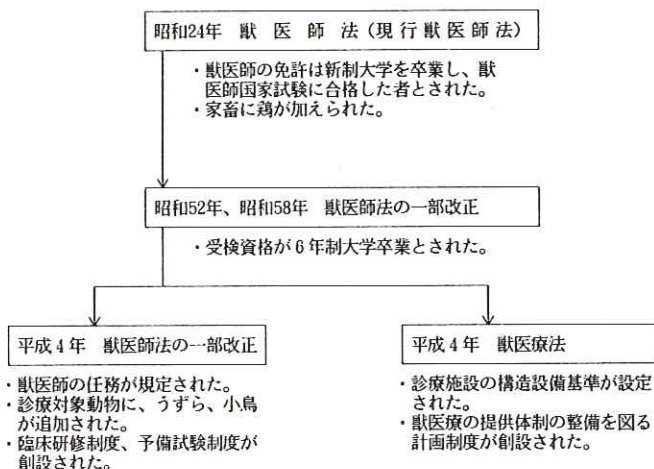 昭和24年 獣医師法(現行獣医師法)
・獣医師の免許は新制大学を卒業し、獣
医師国家試験に合格した者とされた。
・家畜に鶏が加えられた。
昭和52年、昭和58年 獣医師法の一部改正
・受検資格が6年制大学卒業とされた。
平成4年 獣医師法の一部改正
・獣医師の任務が規定された。
・診療対象動物に、うずら、小鳥
が追加された。
・臨床研修制度、予備試験制度が
創設された。
平成4年 獣医療法
・診療施設の構造設備基準が設定
された。
・獣医療の提供体制の整備を図る
計画制度が創設された。